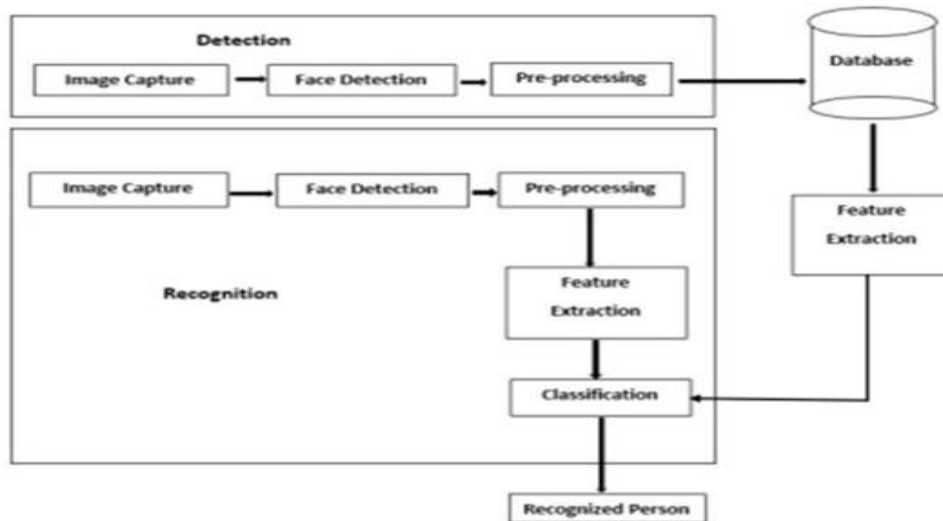 Detection
Image Capture
Face Detection
Pre-processing
Database
Image Capture
Face Detection
Pre-processing
Feature
Extraction
Recognition
Feature
Extraction
Classification
Recognized Person